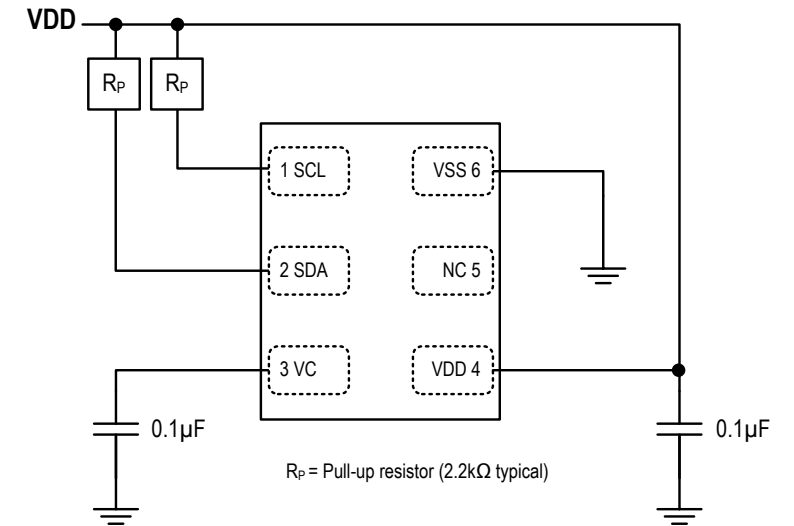 VDD
RP RP
1 SCL VSS 6
2 SDA NC 5
3 VC VDD 4
0.1µF 0.1µF
RP = Pull-up resistor (2.2kΩ typical)